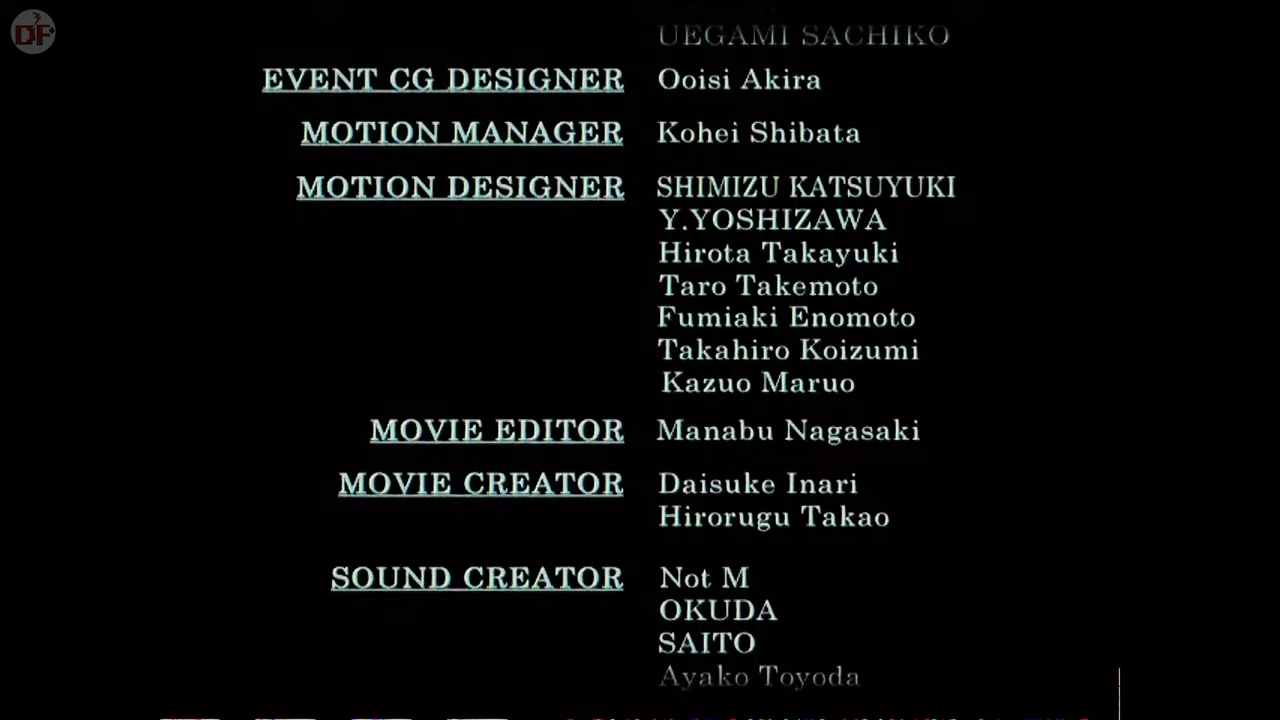 DF
UEGAMI SACHIKO
EVENT CG DESIGNER Ooisi Akira
MOTION MANAGER Kohei Shibata
MOTION DESIGNER SHIMIZU KATSUYUKI
Y.YOSHIZAWA
Hirota Takayuki
Taro Takemoto
Fumiaki Enomoto
Takahiro Koizumi
Kazuo Maruo
MOVIE EDITOR Manabu Nagasaki
MOVIE CREATOR Daisuke Inari
Hirorugu Takao
SOUND CREATOR Not M
OKUDA
SAITO
Ayako Toyoda